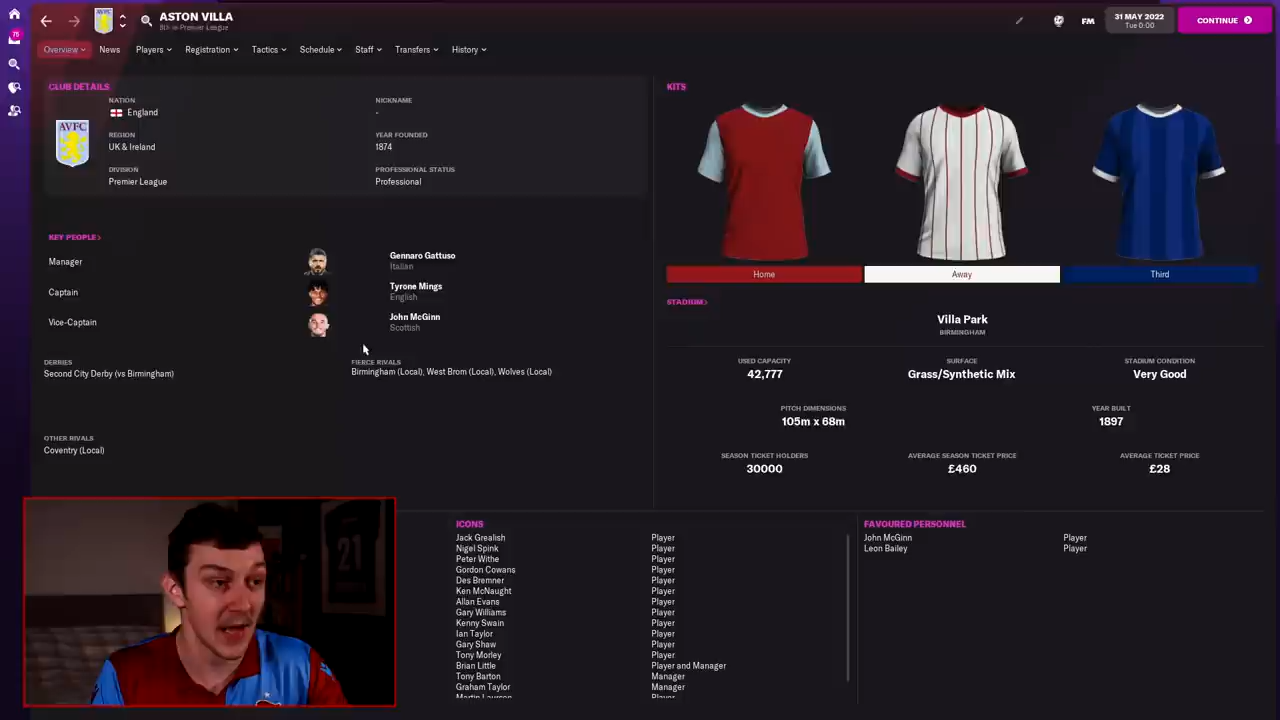 ASTON VILLA
Premier League
31 MAY 2022
Tue 0:00
FM
CONTINUE
75
Overview
News
Players
Registration
Tactics
Schedule
Staff
Transfers
History
CLUB DETAILS
AVFC
NATION
England
NICKNAME
-
REGION
UK & Ireland
YEAR FOUNDED
1874
DIVISION
Premier League
PROFESSIONAL STATUS
Professional
KEY PEOPLE>
Manager
Gennaro Gattuso
Italian
Captain
Tyrone Mings
English
Vice-Captain
John McGinn
Scottish
DERBIES
Second City Derby (vs Birmingham)
FIERCE RIVALS
Birmingham (Local), West Brom (Local), Wolves (Local)
OTHER RIVALS
Coventry (Local)
KITS
Home
Away
Third
STADIUM>
Villa Park
BIRMINGHAM
USED CAPACITY
42,777
SURFACE
Grass/Synthetic Mix
STADIUM CONDITION
Very Good
PITCH DIMENSIONS
105m x 68m
YEAR BUILT
1897
SEASON TICKET HOLDERS
30000
AVERAGE SEASON TICKET PRICE
£460
AVERAGE TICKET PRICE
£28
ICONS
Jack Grealish Player
Nigel Spink Player
Peter Withe Player
Gordon Cowans Player
Des Bremner Player
Ken McNaught Player
Allan Evans Player
Gary Williams Player
Kenny Swain Player
Ian Taylor Player
Gary Shaw Player
Tony Morley Player
Brian Little Player and Manager
Tony Barton Manager
Graham Taylor Manager
FAVOURED PERSONNEL
John McGinn Player
Leon Bailey Player
21